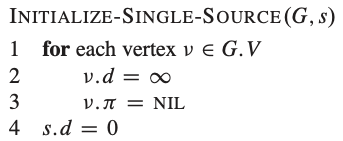 INITIALIZE-SINGLE-SOURCE(G, s)
1 for each vertex ν ∈ G.V
2 ν.d = ∞
3 ν.π = NIL
4 s.d = 0